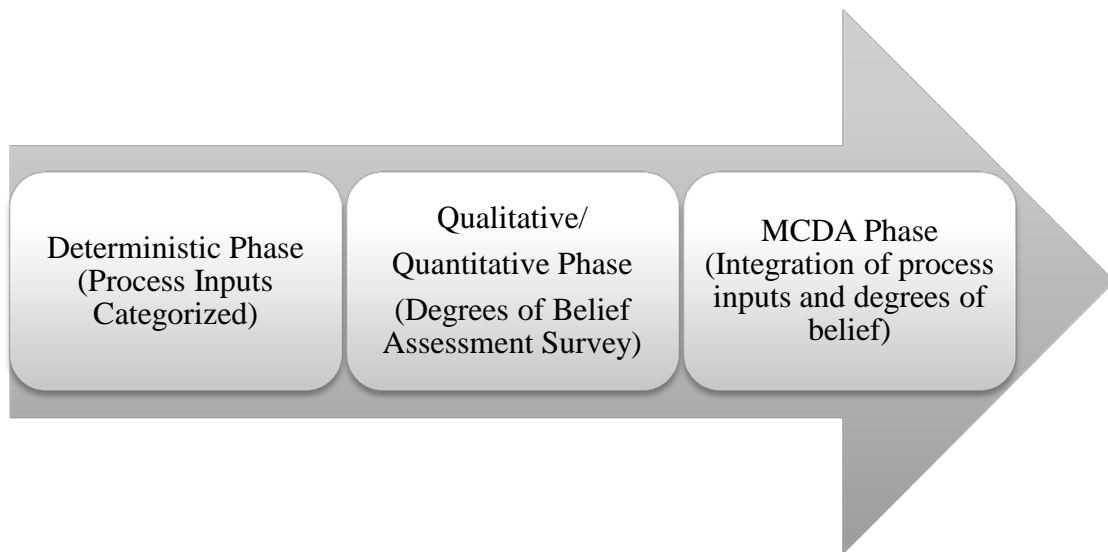 Deterministic Phase
(Process Inputs
Categorized)
Qualitative/
Quantitative Phase
(Degrees of Belief
Assessment Survey)
MCDA Phase
(Integration of process
inputs and degrees of
belief)